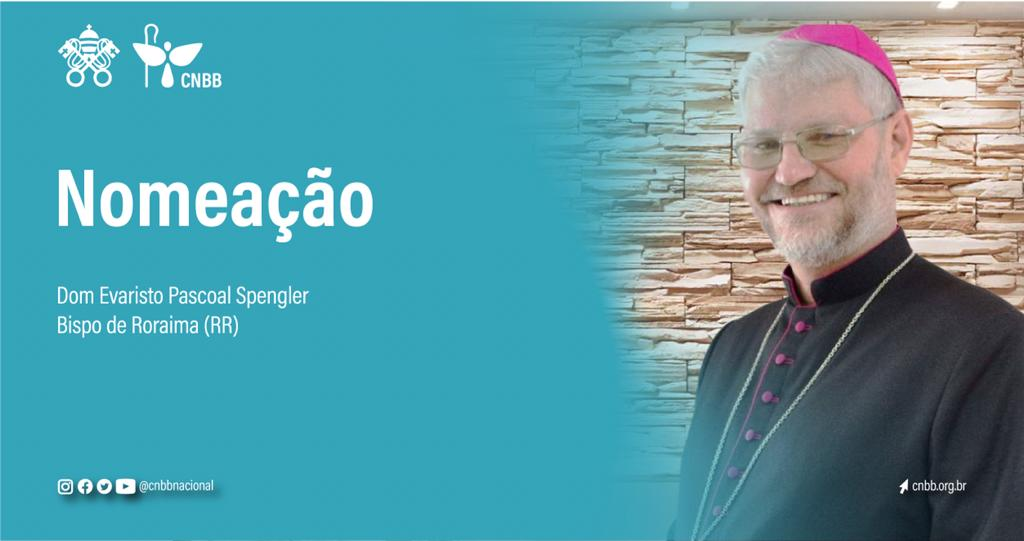 CNBB
Nomeação
Dom Evaristo Pascoal Spengler
Bispo de Roraima (RR)
@cnbbnacional
cnbb.org.br